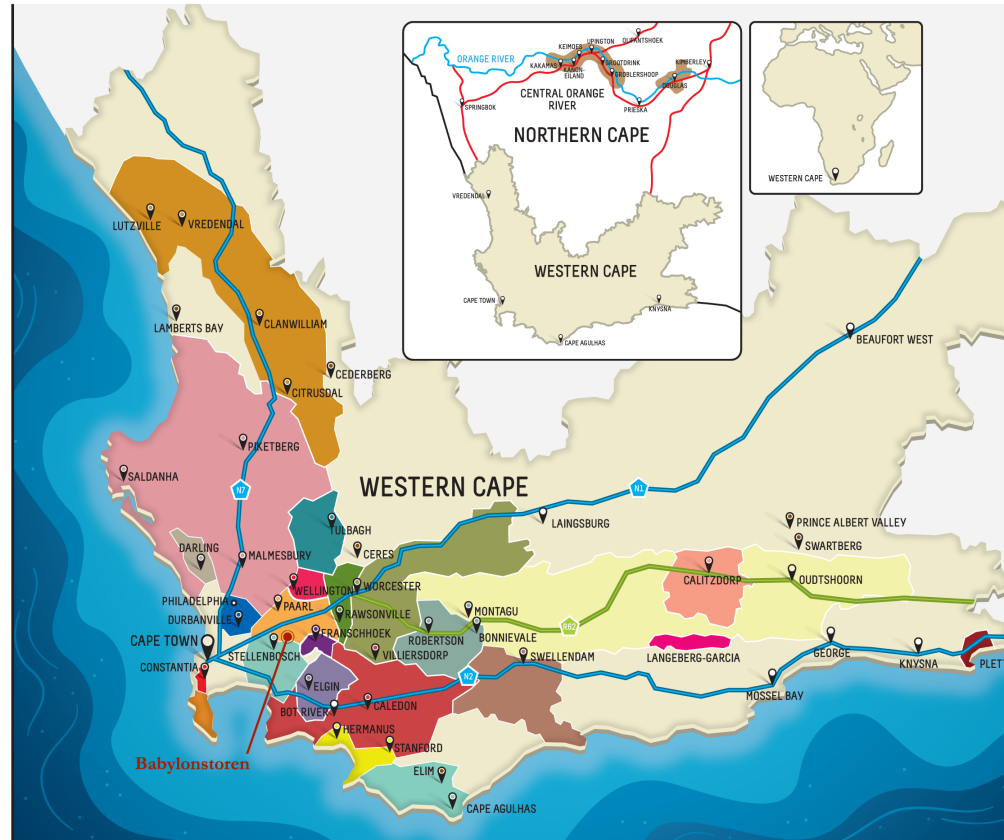 OLIFANTSHOEK
UPINGTON
KEIMOES
ORANGE RIVER
KAKAMAS
KANON-
EILAND
GROOTDRINK
KIMBERLEY
GROBLERSHOOP
DOUGLAS
CENTRAL ORANGE
RIVER
SPRINGBOK
PRIESKA
NORTHERN CAPE
VREDENDAL
WESTERN CAPE
CAPE TOWN
KNYSNA
CAPE AGULHAS
WESTERN CAPE
LUTZVILLE
VREDENDAL
LAMBERTS BAY
CLANWILLIAM
BEAUFORT WEST
CEDERBERG
CITRUSDAL
PIKETBERG
SALDANHA
WESTERN CAPE
N7
N1
TULBAGH
LAINGSBURG
PRINCE ALBERT VALLEY
SWARTBERG
DARLING
MALMESBURY
CERES
WELLINGTON
WORCESTER
CALITZDORP
OUDTSHOORN
PHILADELPHIA
PAARL
DURBANVILLE
RAWSONVILLE
MONTAGU
R62
CAPE TOWN
FRANSCHHOEK
ROBERTSON
BONNIEVALE
STELLENBOSCH
VILLIERSDORP
SWELLENDAM
LANGEBERG-GARCIA
GEORGE
KNYSNA
PLETT
CONSTANTIA
ELGIN
N2
MOSSEL BAY
BOT RIVER
CALEDON
HERMANUS
STANFORD
Babylonstoren
ELIM
CAPE AGULHAS